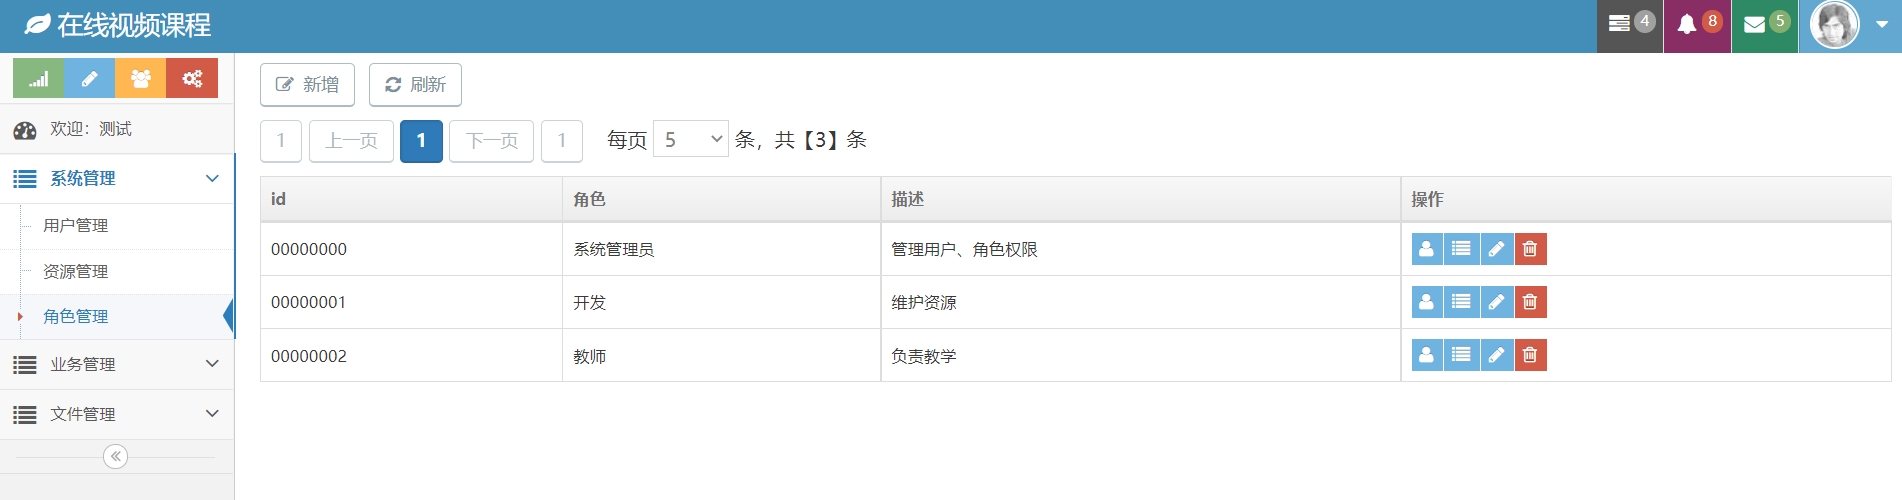 在线视频课程
4 8 5
新增 刷新
欢迎：测试
1 上一页 1 下一页 1 每页 5 条，共【3】条
系统管理
用户管理
资源管理
角色管理
业务管理
文件管理
id 角色 描述 操作
00000000 系统管理员 管理用户、角色权限
00000001 开发 维护资源
00000002 教师 负责教学